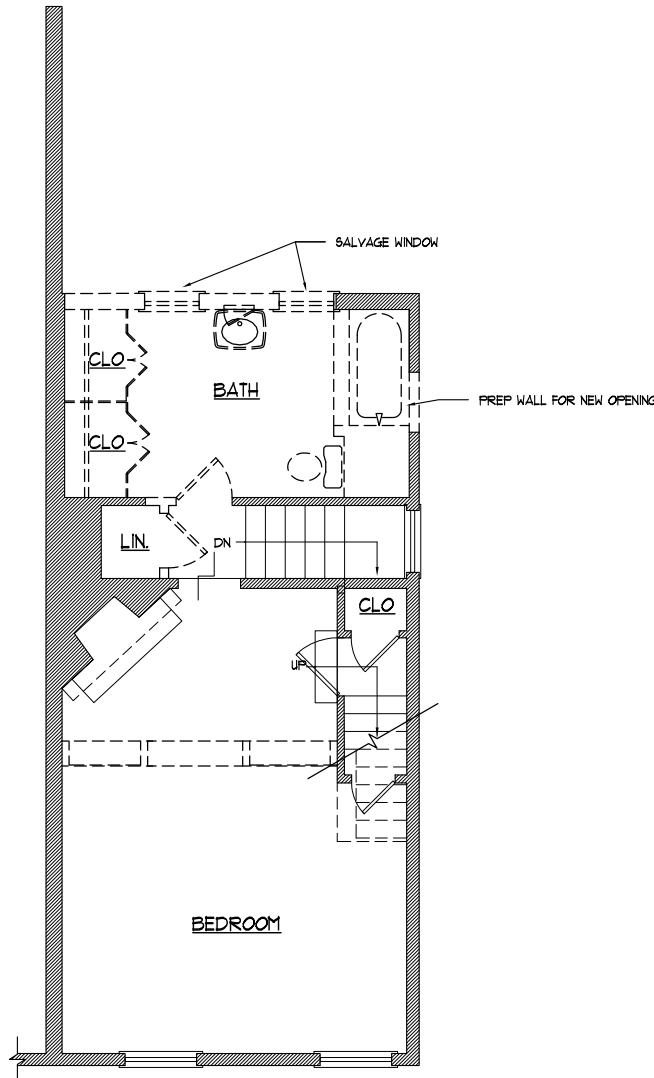 SALVAGE WINDOW
CLO
BATH
PREP WALL FOR NEW OPENING
CLO
LIN.
DN
CLO
UP
BEDROOM